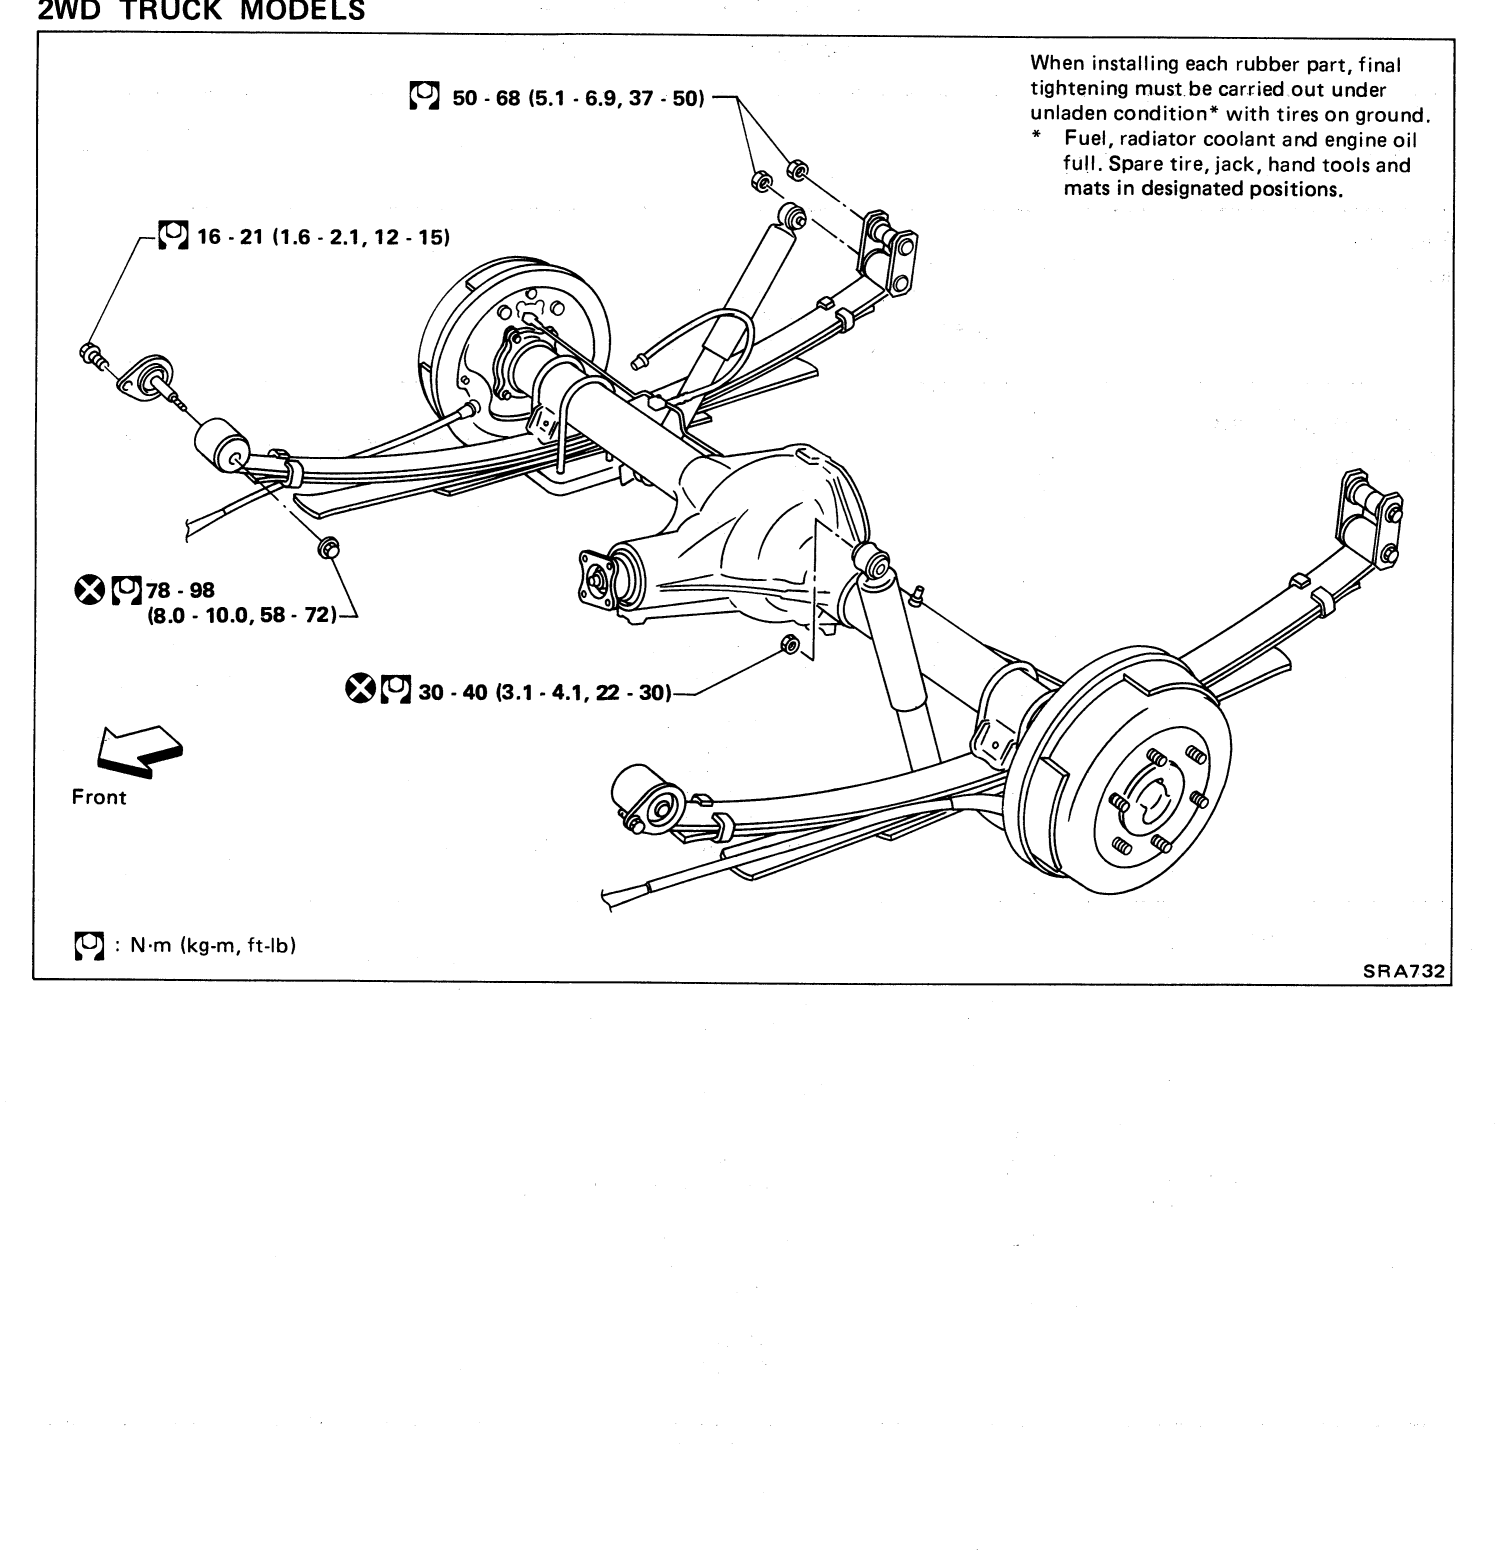 2WD TRUCK MODELS
When installing each rubber part, final
tightening must be carried out under
unladen condition* with tires on ground.
* Fuel, radiator coolant and engine oil
full. Spare tire, jack, hand tools and
mats in designated positions.
50 - 68 (5.1 - 6.9, 37 - 50)
16 - 21 (1.6 - 2.1, 12 - 15)
78 - 98
(8.0 - 10.0, 58 - 72)
30 - 40 (3.1 - 4.1, 22 - 30)
Front
: N·m (kg-m, ft-lb)
SRA732